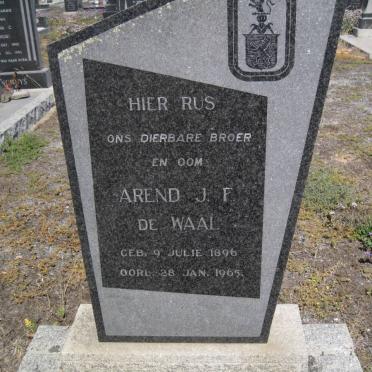 HIER RUS
ONS DIERBARE BROER
EN OOM
AREND J. F.
DE WAAL
GEB. 9 JULIE 1896
OORL. 28 JAN. 1965.